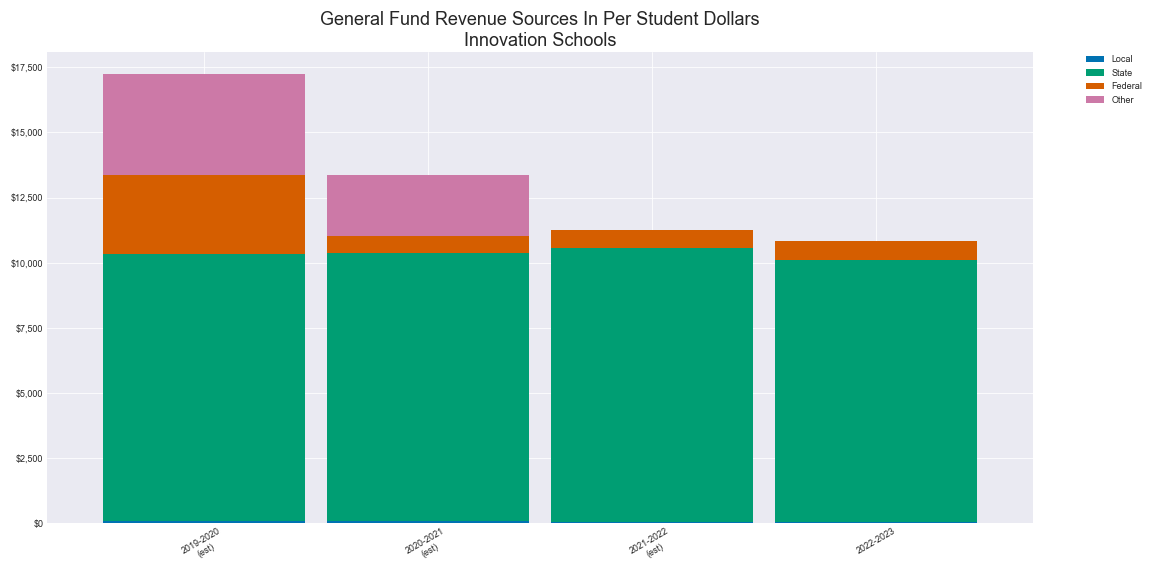 General Fund Revenue Sources In Per Student Dollars
Innovation Schools
Local
State
Federal
Other
$17,500
$15,000
$12,500
$10,000
$7,500
$5,000
$2,500
$0
2019-2020
(est)
2020-2021
(est)
2021-2022
(est)
2022-2023